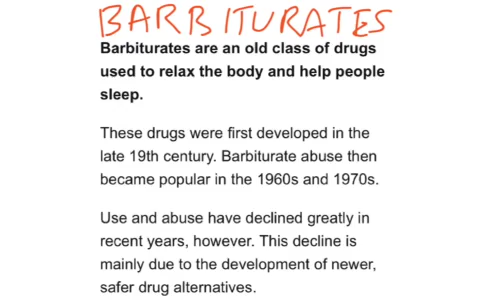 BARBITURATES
Barbiturates are an old class of drugs
used to relax the body and help people
sleep.
These drugs were first developed in the
late 19th century. Barbiturate abuse then
became popular in the 1960s and 1970s.
Use and abuse have declined greatly in
recent years, however. This decline is
mainly due to the development of newer,
safer drug alternatives.